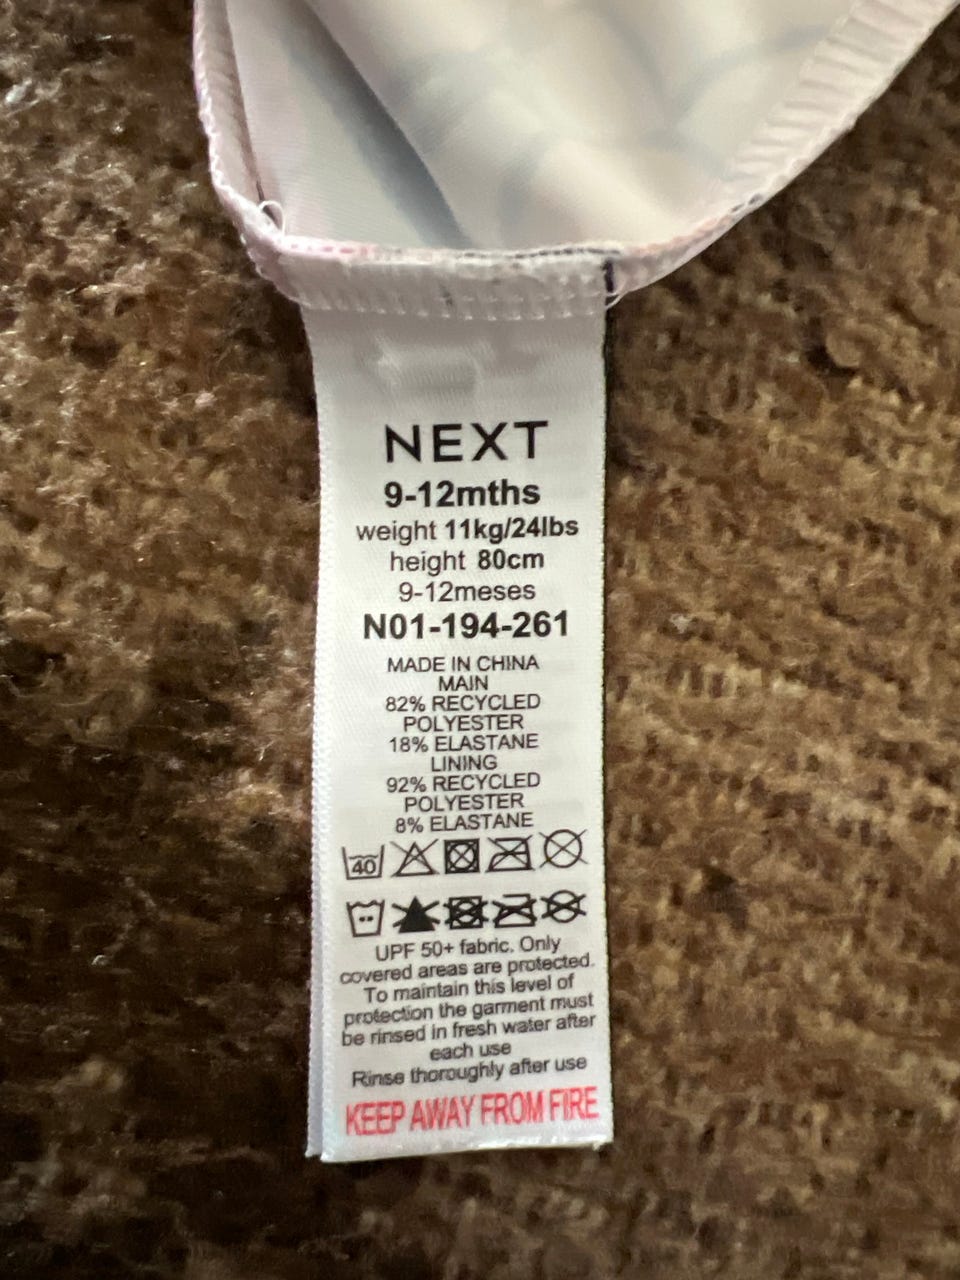 NEXT
9-12mths
weight 11kg/24lbs
height 80cm
9-12meses
N01-194-261
MADE IN CHINA
MAIN
82% RECYCLED
POLYESTER
18% ELASTANE
LINING
92% RECYCLED
POLYESTER
8% ELASTANE
40
UPF 50+ fabric. Only
covered areas are protected.
To maintain this level of
protection the garment must
be rinsed in fresh water after
each use
Rinse thoroughly after use
KEEP AWAY FROM FIRE